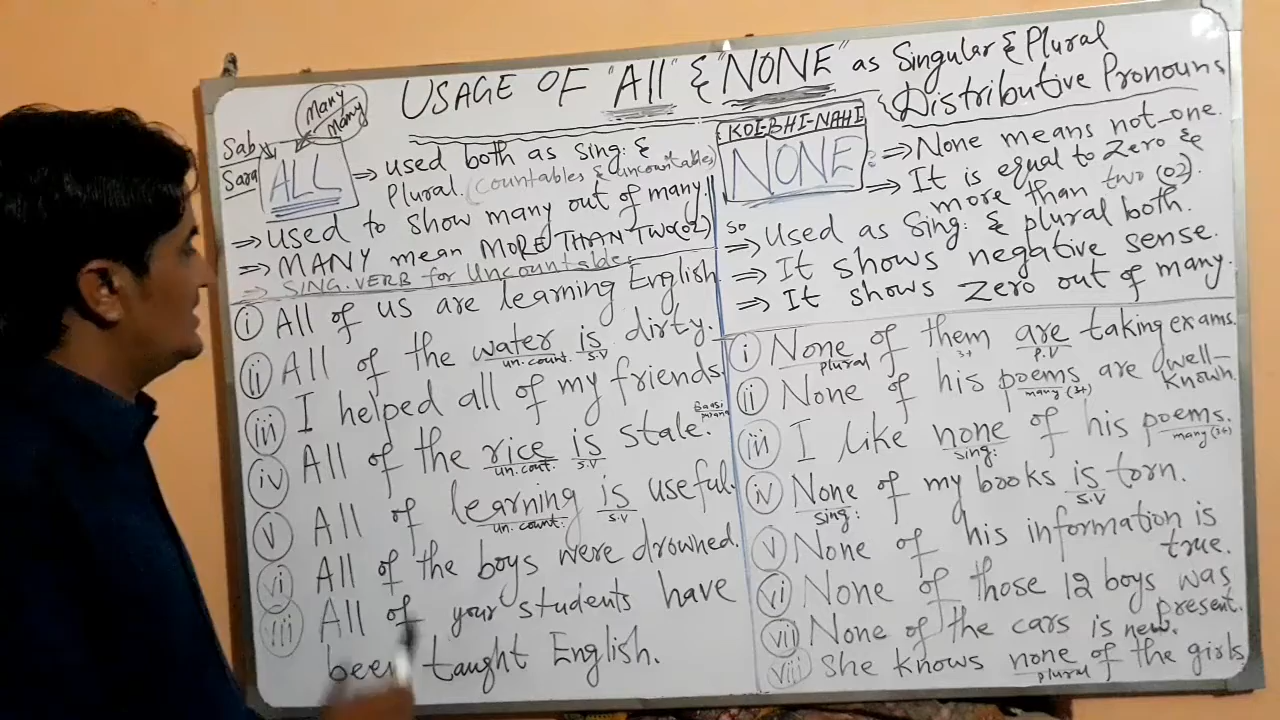 USAGE OF "All" & "NONE" as Singular & Plural
Distributive Pronouns
Many
Many
Sab
Sara
ALL
⇒ used both as sing: &
Plural. (Countables & uncountables)
⇒ used to show many out of many
⇒ MANY mean MORE THAN TWO(02)
⇒ SING. VERB for Uncountables
(i) All of us are learning English
(ii) All of the water is dirty.
un.count. S.V
(iii) I helped all of my friends.
(iv) All of the rice is stale.
un.cont. S.V
(v) All of learning is useful.
un.count: S.V
(vi) All of the boys were drowned.
(vii) All of your students have
been taught English.
KOI-BHI-NAHI
NONE
⇒ None means not one.
⇒ It is equal to zero &
more than two (02).
so
⇒ Used as Sing: & plural both.
⇒ It shows negative sense.
⇒ It shows zero out of many.
(i) None of them are taking exams.
plural 3+ P.V
(ii) None of his poems are well-
known.
many (3+)
(iii) I like none of his poems.
sing: many (3+)
(iv) None of my books is torn.
sing: S.V
(v) None of his information is
true.
(vi) None of those 12 boys was
present.
(vii) None of the cars is new.
(viii) She knows none of the girls
plural